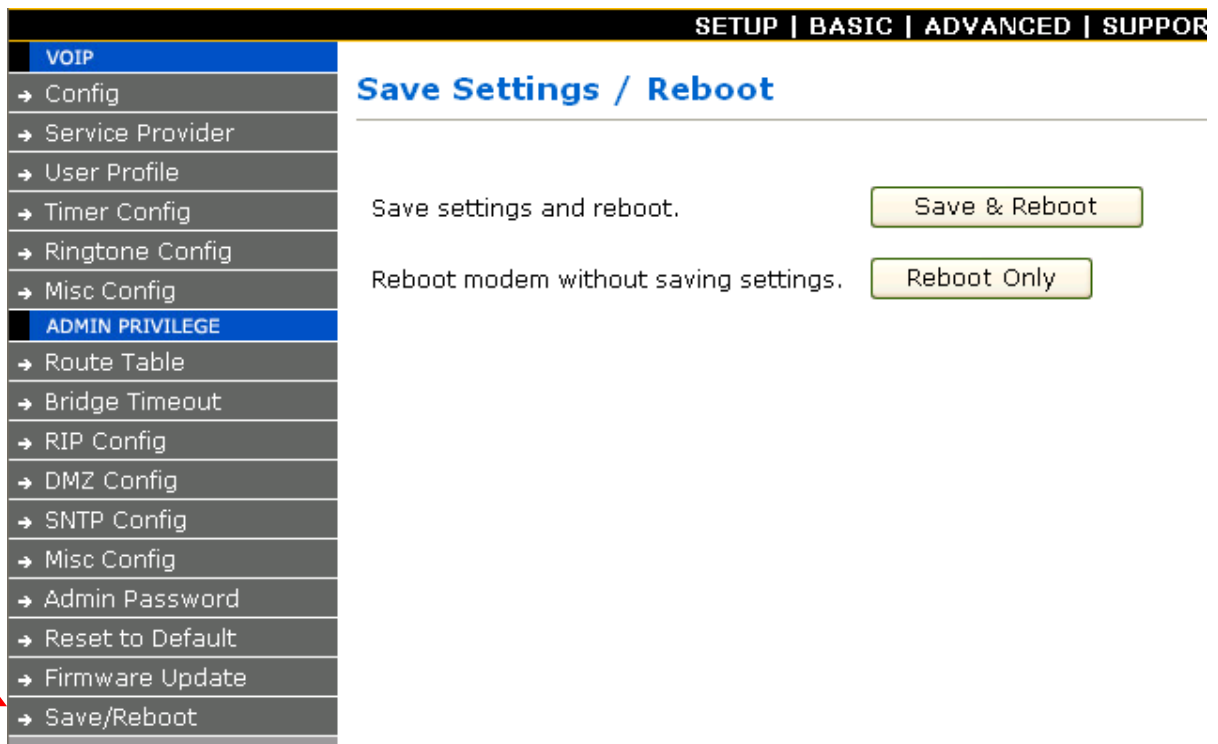 SETUP | BASIC | ADVANCED | SUPPOR
VOIP
Config
Service Provider
User Profile
Timer Config
Ringtone Config
Misc Config
ADMIN PRIVILEGE
Route Table
Bridge Timeout
RIP Config
DMZ Config
SNTP Config
Misc Config
Admin Password
Reset to Default
Firmware Update
Save/Reboot
Save Settings / Reboot
Save settings and reboot. Save & Reboot
Reboot modem without saving settings. Reboot Only